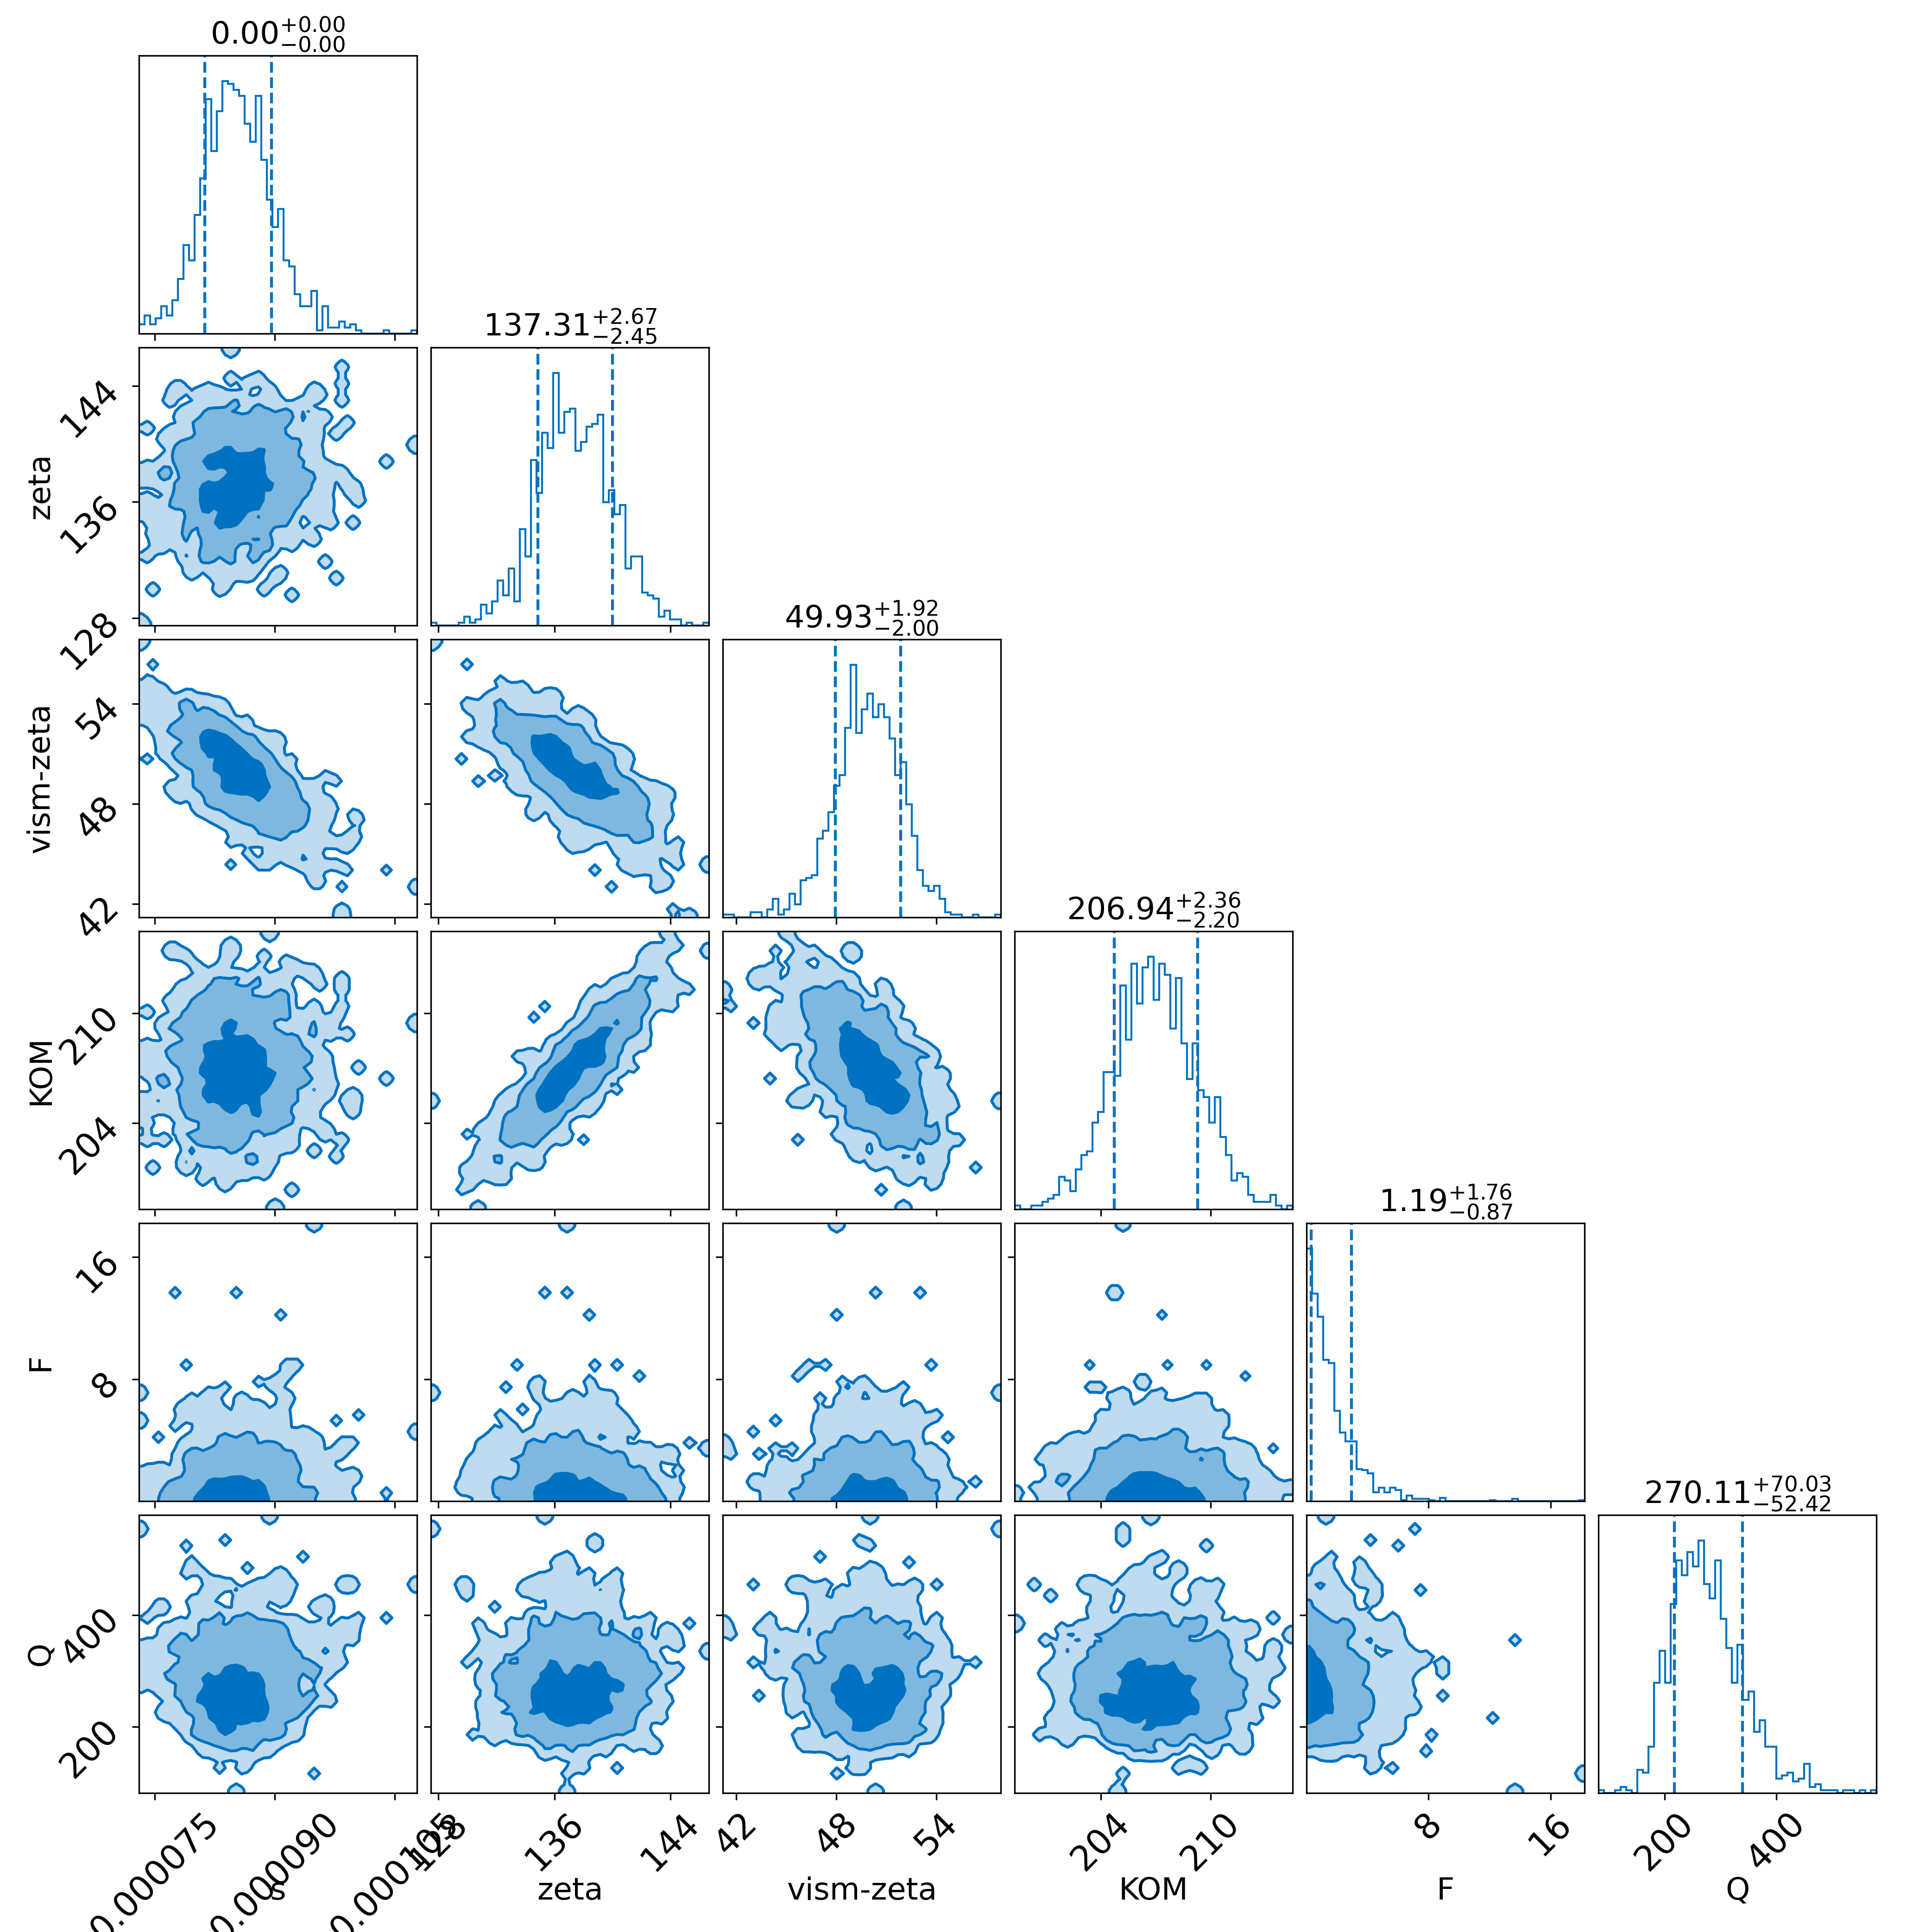 0.00+0.00−0.00
137.31+2.67−2.45
144
136
128
zeta
49.93+1.92−2.00
54
48
42
vism-zeta
206.94+2.36−2.20
210
204
KOM
1.19+1.76−0.87
16
8
F
270.11+70.03−52.42
400
200
Q
0.000075 0.000090 0.000105 128 136 144 42 48 54 204 210 8 16 200 400
s zeta vism-zeta KOM F Q